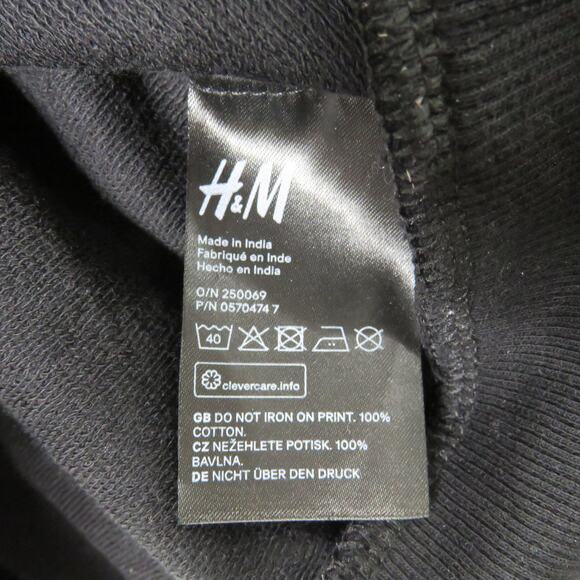 H&M
Made in India
Fabriqué en Inde
Hecho en India
O/N 250069
P/N 0570474 7
40
clevercare.info
GB DO NOT IRON ON PRINT. 100%
COTTON.
CZ NEŽEHLETE POTISK. 100%
BAVLNA.
DE NICHT ÜBER DEN DRUCK